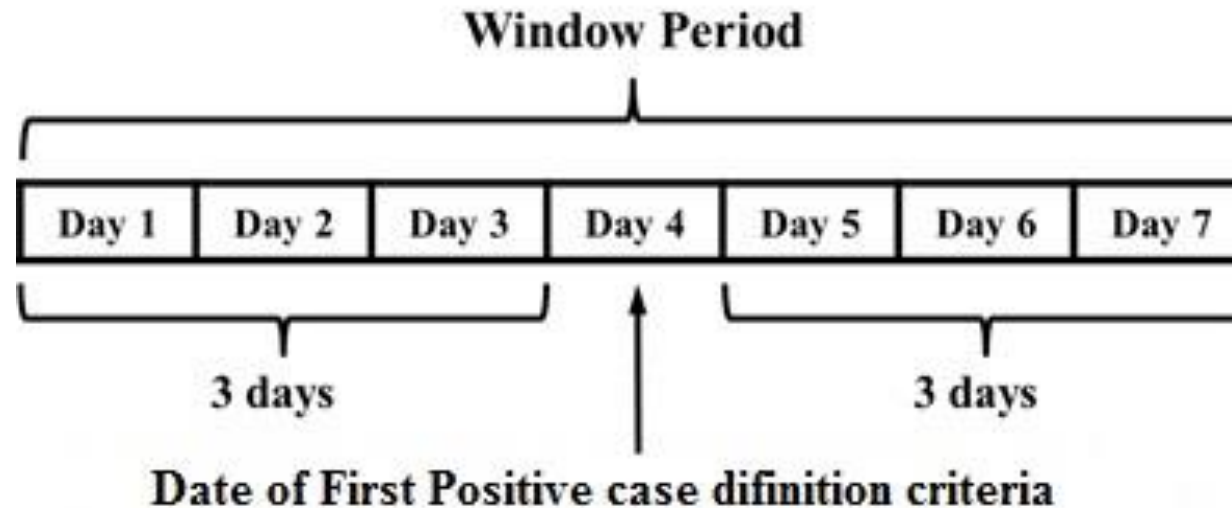 Window Period
Day 1 Day 2 Day 3 Day 4 Day 5 Day 6 Day 7
3 days 3 days
Date of First Positive case difinition criteria